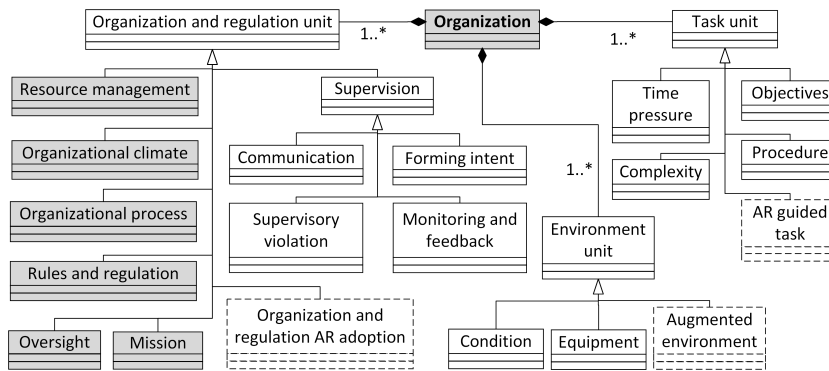 Organization and regulation unit
1..*
Organization
1..*
Task unit
Resource management
Supervision
Time
pressure
Objectives
Organizational climate
Communication
Forming intent
Complexity
Procedure
1..*
Organizational process
Supervisory
violation
Monitoring and
feedback
Environment
unit
AR guided
task
Rules and regulation
Organization and
regulation AR adoption
Oversight
Mission
Condition
Equipment
Augmented
environment